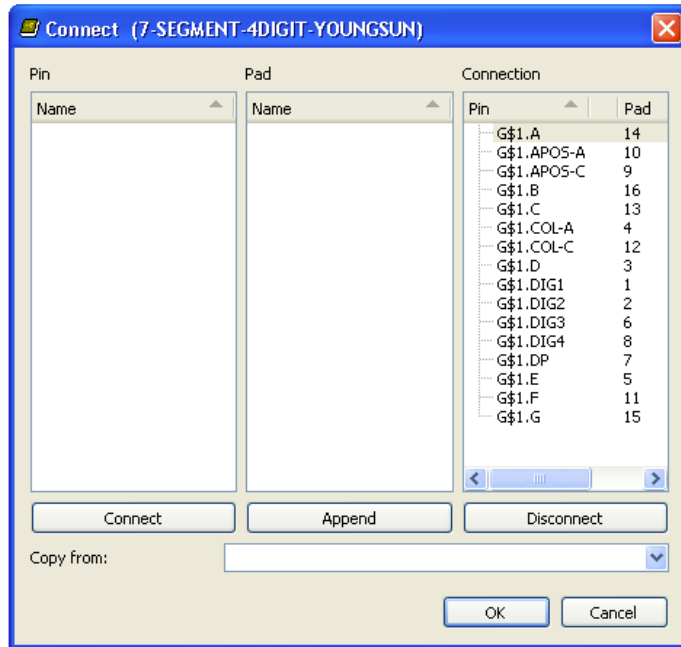 Connect (7-SEGMENT-4DIGIT-YOUNGSUN)
Pin Pad Connection
Name Name Pin Pad
G$1.A 14
G$1.APOS-A 10
G$1.APOS-C 9
G$1.B 16
G$1.C 13
G$1.COL-A 4
G$1.COL-C 12
G$1.D 3
G$1.DIG1 1
G$1.DIG2 2
G$1.DIG3 6
G$1.DIG4 8
G$1.DP 7
G$1.E 5
G$1.F 11
G$1.G 15
Connect Append Disconnect
Copy from:
OK Cancel